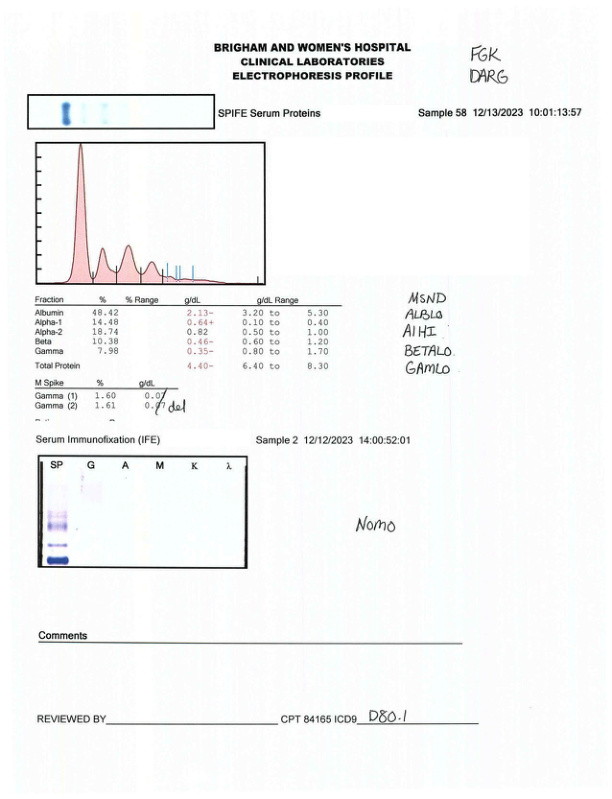 BRIGHAM AND WOMEN'S HOSPITAL
CLINICAL LABORATORIES
ELECTROPHORESIS PROFILE
FGK
DARG
SPIFE Serum Proteins Sample 58 12/13/2023 10:01:13:57
Fraction % % Range g/dL g/dL Range
Albumin 48.42 2.13- 3.20 to 5.30
Alpha-1 14.48 0.64+ 0.10 to 0.40
Alpha-2 18.74 0.82 0.50 to 1.00
Beta 10.38 0.46- 0.60 to 1.20
Gamma 7.98 0.35- 0.80 to 1.70
Total Protein 4.40- 6.40 to 8.30
MSND
ALBLO
A1HI
BETALO
GAMLO
M Spike % g/dL
Gamma (1) 1.60 0.07
Gamma (2) 1.61 0.07
del
Serum Immunofixation (IFE) Sample 2 12/12/2023 14:00:52:01
SP G A M K λ
NOMO
Comments
REVIEWED BY CPT 84165 ICD9 D80.1